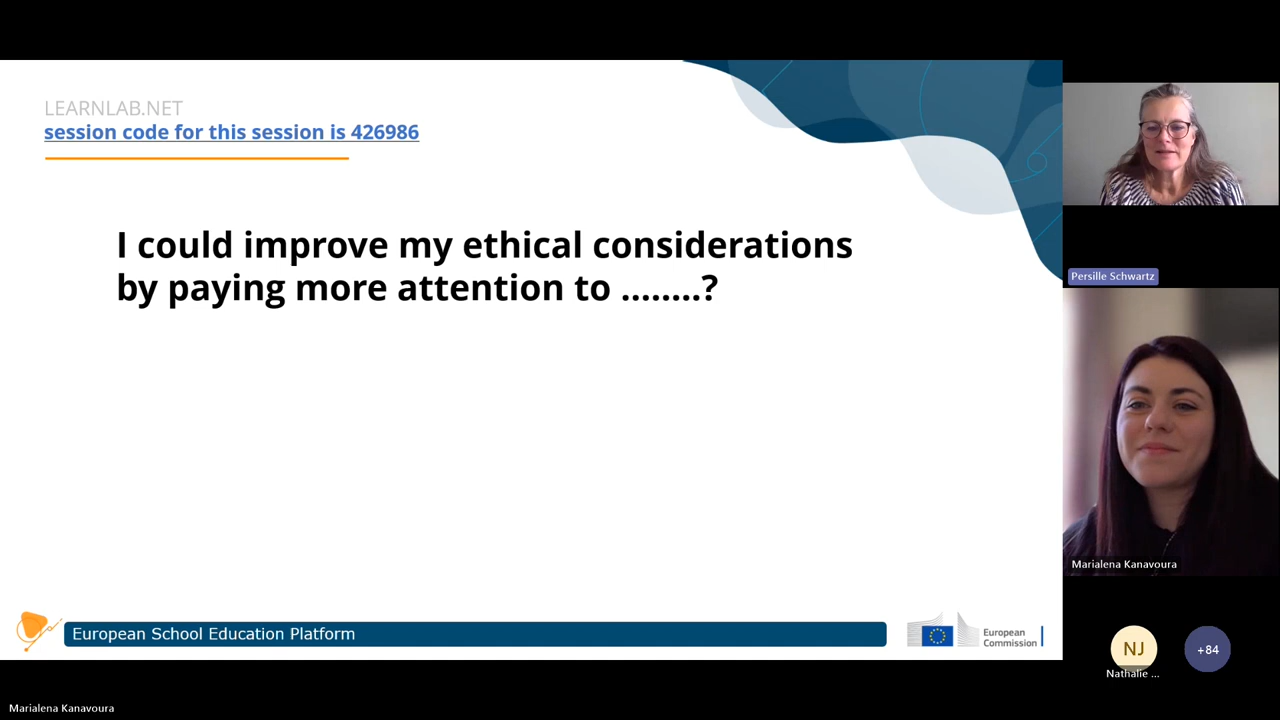 LEARNLAB.NET
session code for this session is 426986
I could improve my ethical considerations
by paying more attention to ........?
European School Education Platform
European
Commission
Persille Schwartz
Marialena Kanavoura
NJ
+84
Nathalie ...
Marialena Kanavoura